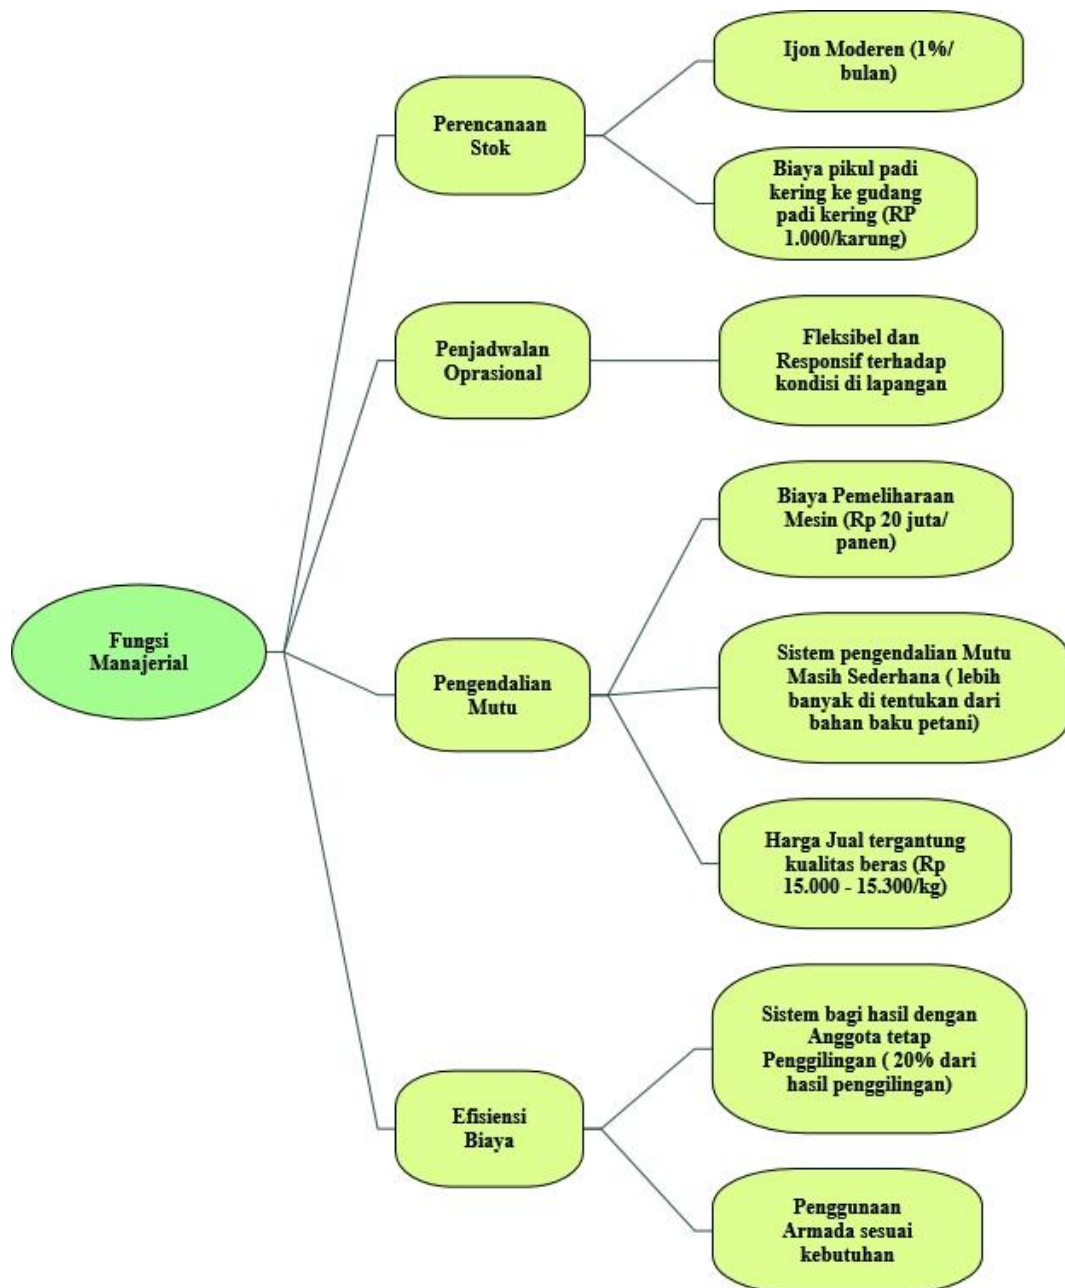 Fungsi
Manajerial
Perencanaan
Stok
Ijon Moderen (1%/
bulan)
Biaya pikul padi
kering ke gudang
padi kering (RP
1.000/karung)
Penjadwalan
Oprasional
Fleksibel dan
Responsif terhadap
kondisi di lapangan
Pengendalian
Mutu
Biaya Pemeliharaan
Mesin (Rp 20 juta/
panen)
Sistem pengendalian Mutu
Masih Sederhana ( lebih
banyak di tentukan dari
bahan baku petani)
Harga Jual tergantung
kualitas beras (Rp
15.000 - 15.300/kg)
Efisiensi
Biaya
Sistem bagi hasil dengan
Anggota tetap
Penggilingan ( 20% dari
hasil penggilingan)
Penggunaan
Armada sesuai
kebutuhan